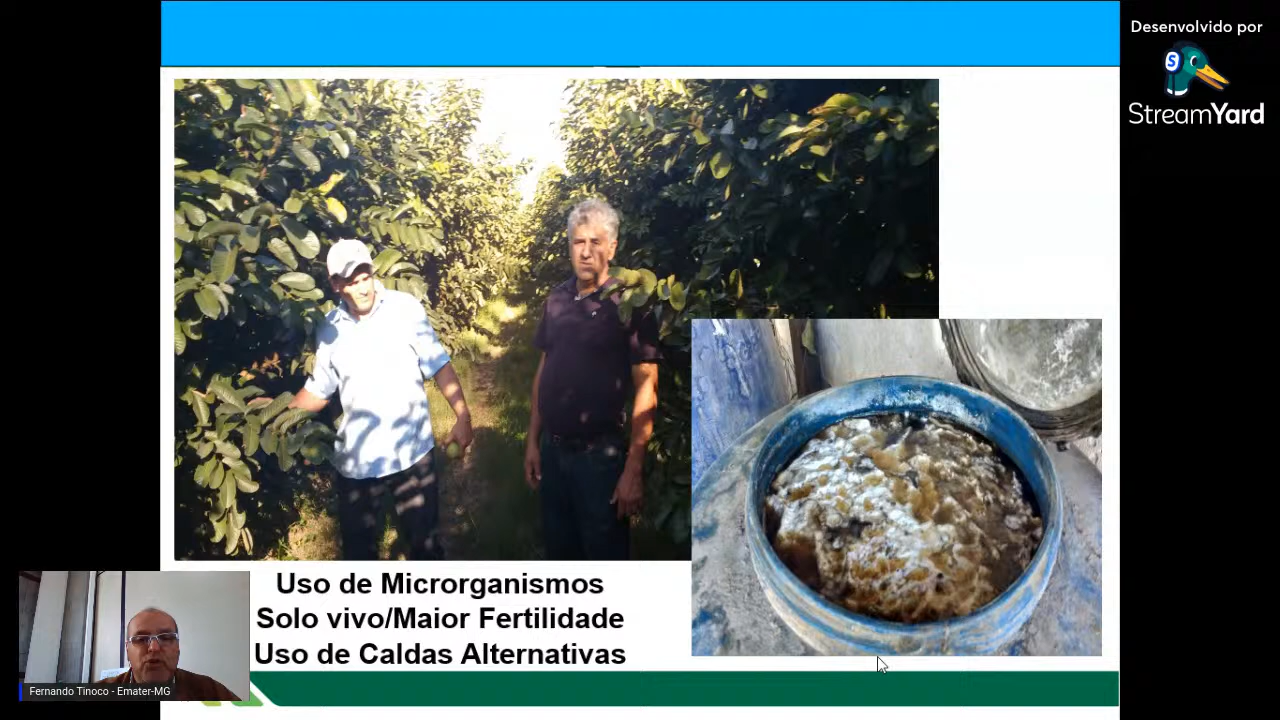 Desenvolvido por
StreamYard
Uso de Microrganismos
Solo vivo/Maior Fertilidade
Uso de Caldas Alternativas
Fernando Tinoco - Emater-MG